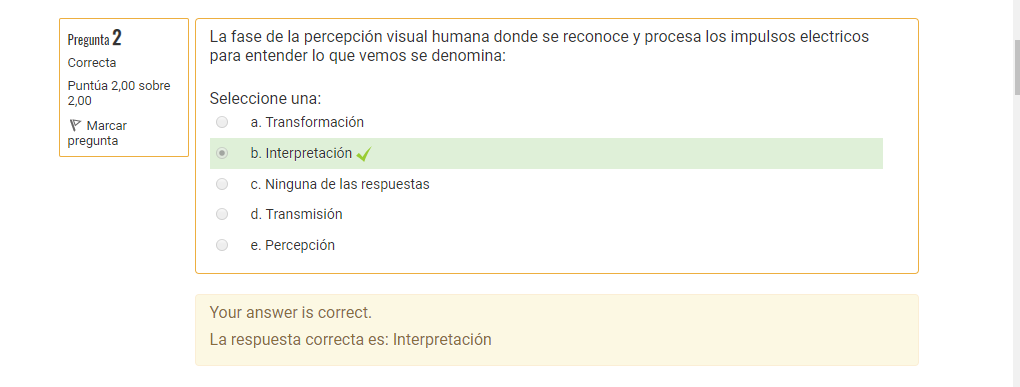 Pregunta 2
Correcta
Puntúa 2,00 sobre
2,00
Marcar
pregunta
La fase de la percepción visual humana donde se reconoce y procesa los impulsos electricos
para entender lo que vemos se denomina:
Seleccione una:
a. Transformación
b. Interpretación
c. Ninguna de las respuestas
d. Transmisión
e. Percepción
Your answer is correct.
La respuesta correcta es: Interpretación